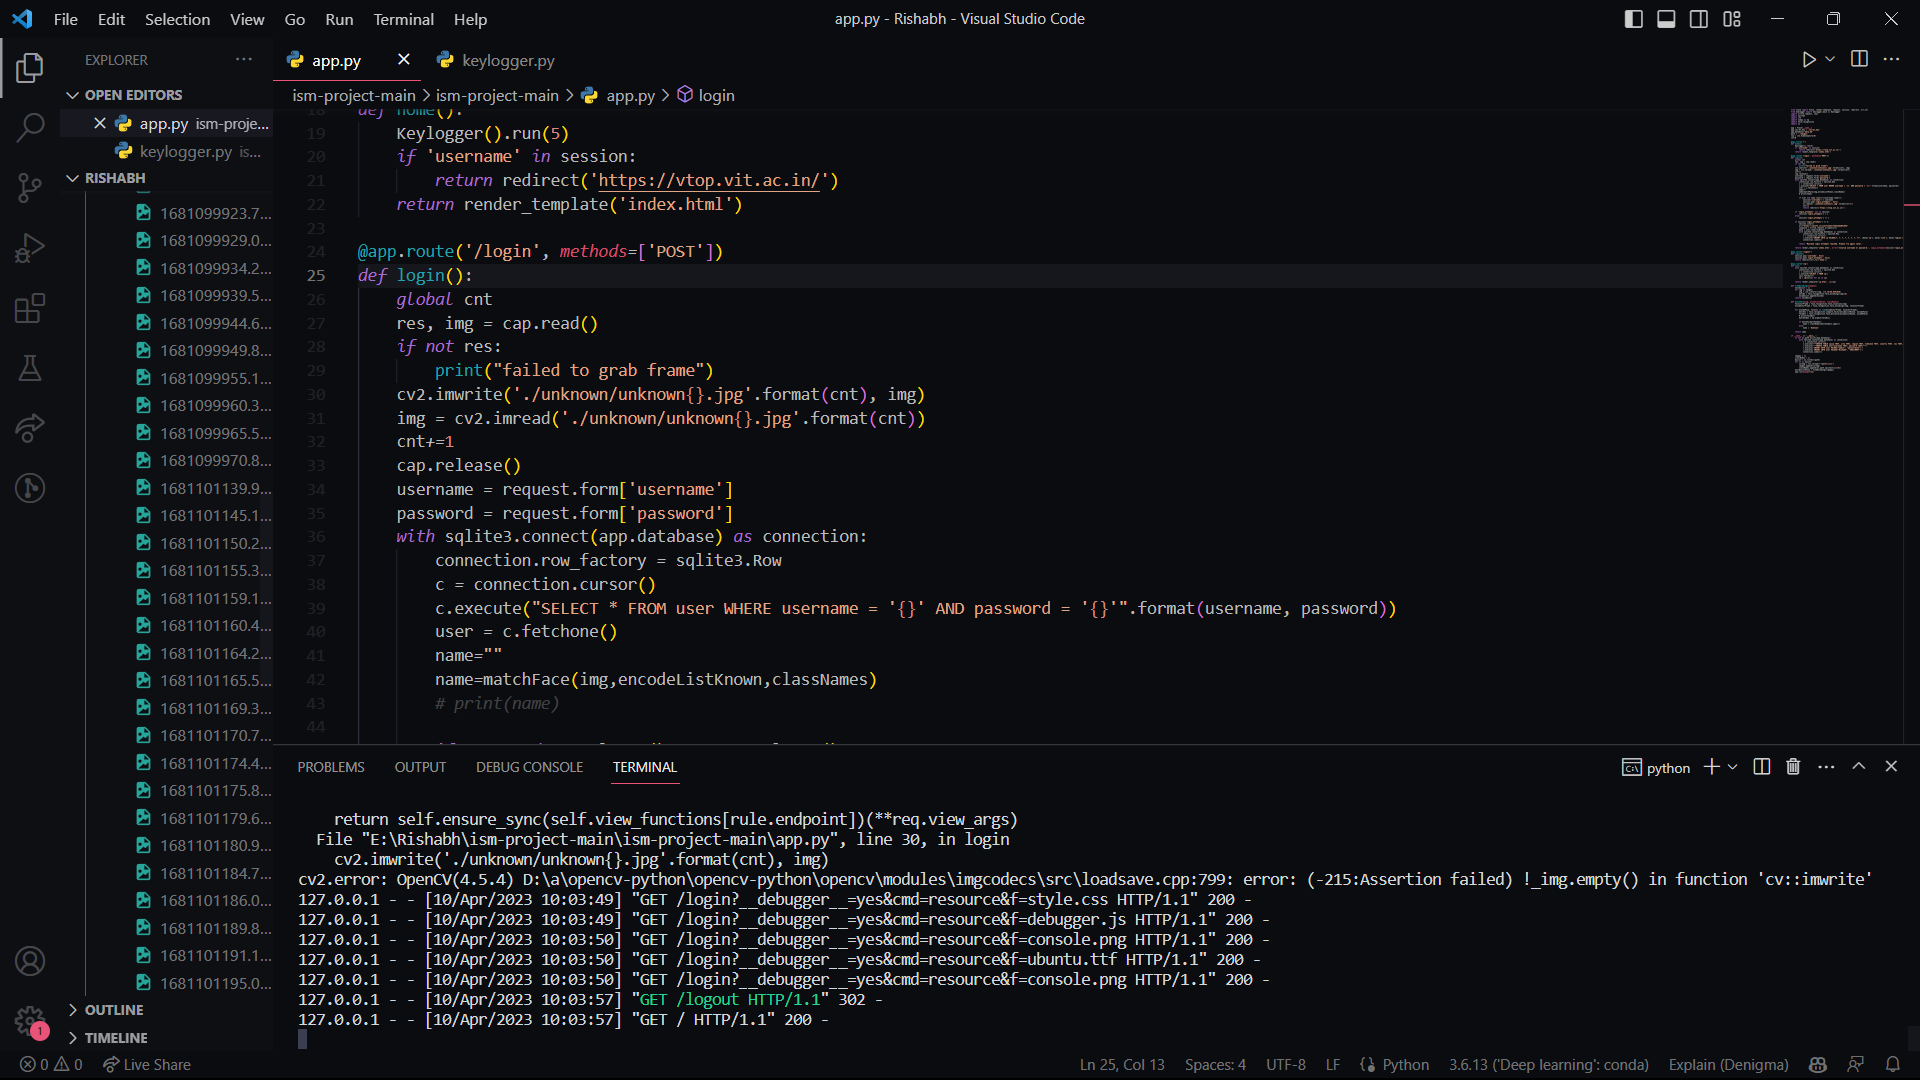 File Edit Selection View Go Run Terminal Help
app.py - Rishabh - Visual Studio Code
EXPLORER
app.py
keylogger.py
OPEN EDITORS
app.py ism-proje...
keylogger.py is...
ism-project-main > ism-project-main > app.py > login
RISHABH
1681099923.7...
1681099929.0...
1681099934.2...
1681099939.5...
1681099944.6...
1681099949.8...
1681099955.1...
1681099960.3...
1681099965.5...
1681099970.8...
1681101139.9...
1681101145.1...
1681101150.2...
1681101155.3...
1681101159.1...
1681101160.4...
1681101164.2...
1681101165.5...
1681101169.3...
1681101170.7...
1681101174.4...
1681101175.8...
1681101179.6...
1681101180.9...
1681101184.7...
1681101186.0...
1681101189.8...
1681101191.1...
1681101195.0...
OUTLINE
TIMELINE
18 def home():
19 Keylogger().run(5)
20 if 'username' in session:
21 return redirect('https://vtop.vit.ac.in/')
22 return render_template('index.html')
23
24 @app.route('/login', methods=['POST'])
25 def login():
26 global cnt
27 res, img = cap.read()
28 if not res:
29 print("failed to grab frame")
30 cv2.imwrite('./unknown/unknown{}.jpg'.format(cnt), img)
31 img = cv2.imread('./unknown/unknown{}.jpg'.format(cnt))
32 cnt+=1
33 cap.release()
34 username = request.form['username']
35 password = request.form['password']
36 with sqlite3.connect(app.database) as connection:
37 connection.row_factory = sqlite3.Row
38 c = connection.cursor()
39 c.execute("SELECT * FROM user WHERE username = '{}' AND password = '{}'".format(username, password))
40 user = c.fetchone()
41 name=""
42 name=matchFace(img,encodeListKnown,classNames)
43 # print(name)
44
PROBLEMS OUTPUT DEBUG CONSOLE TERMINAL
python
return self.ensure_sync(self.view_functions[rule.endpoint])(**req.view_args)
File "E:\Rishabh\ism-project-main\ism-project-main\app.py", line 30, in login
cv2.imwrite('./unknown/unknown{}.jpg'.format(cnt), img)
cv2.error: OpenCV(4.5.4) D:\a\opencv-python\opencv-python\opencv\modules\imgcodecs\src\loadsave.cpp:799: error: (-215:Assertion failed) !_img.empty() in function 'cv::imwrite'
127.0.0.1 - - [10/Apr/2023 10:03:49] "GET /login?__debugger__=yes&cmd=resource&f=style.css HTTP/1.1" 200 -
127.0.0.1 - - [10/Apr/2023 10:03:49] "GET /login?__debugger__=yes&cmd=resource&f=debugger.js HTTP/1.1" 200 -
127.0.0.1 - - [10/Apr/2023 10:03:50] "GET /login?__debugger__=yes&cmd=resource&f=console.png HTTP/1.1" 200 -
127.0.0.1 - - [10/Apr/2023 10:03:50] "GET /login?__debugger__=yes&cmd=resource&f=ubuntu.ttf HTTP/1.1" 200 -
127.0.0.1 - - [10/Apr/2023 10:03:50] "GET /login?__debugger__=yes&cmd=resource&f=console.png HTTP/1.1" 200 -
127.0.0.1 - - [10/Apr/2023 10:03:57] "GET /logout HTTP/1.1" 302 -
127.0.0.1 - - [10/Apr/2023 10:03:57] "GET / HTTP/1.1" 200 -
1
0 0 Live Share
Ln 25, Col 13 Spaces: 4 UTF-8 LF Python 3.6.13 ('Deep learning': conda) Explain (Denigma)